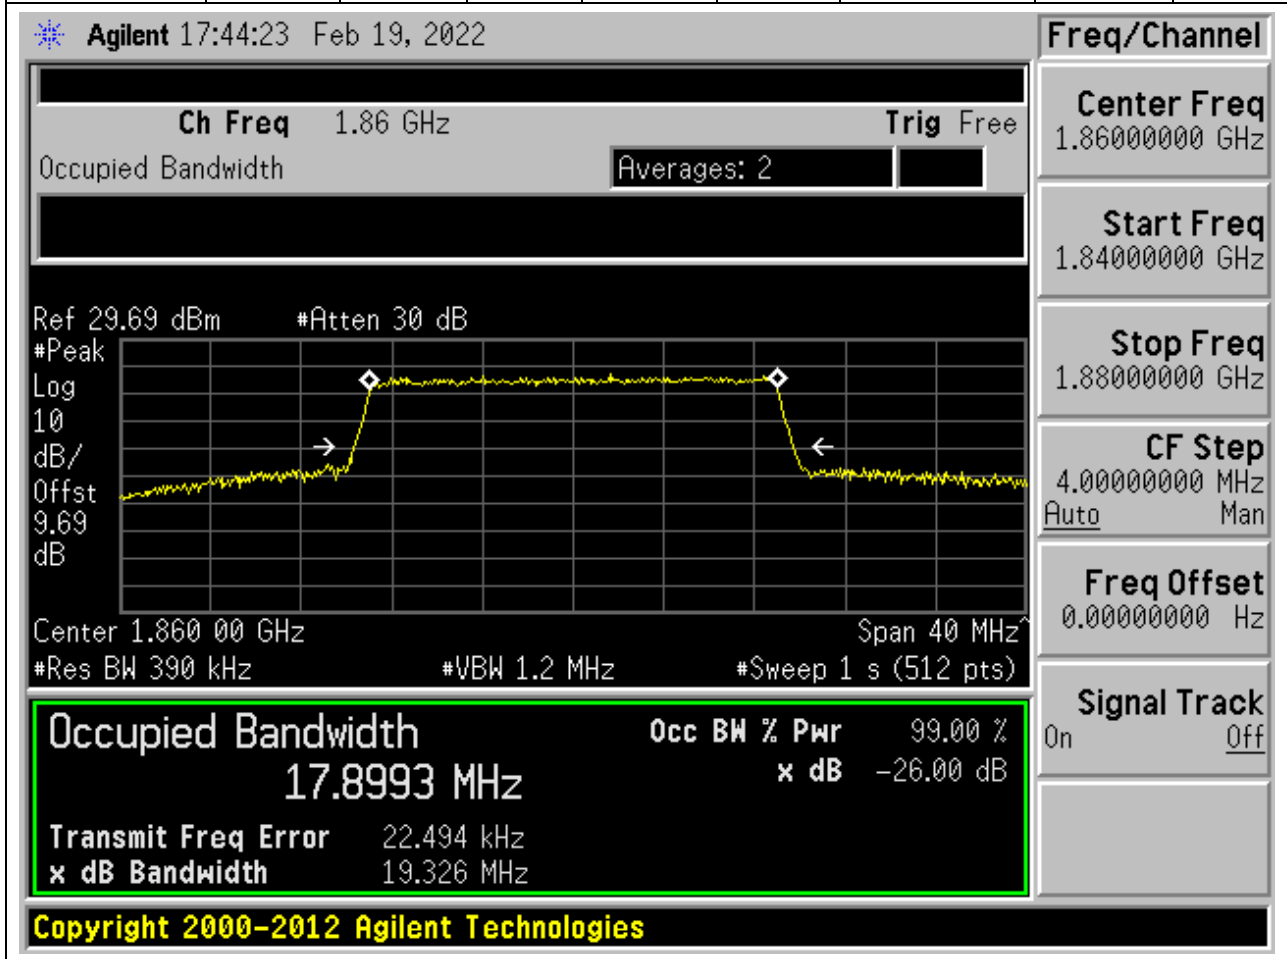 Agilent 17:44:23 Feb 19, 2022
Freq/Channel
Ch Freq 1.86 GHz Trig Free
Occupied Bandwidth Averages: 2
Center Freq
1.86000000 GHz
Start Freq
1.84000000 GHz
Stop Freq
1.88000000 GHz
CF Step
4.00000000 MHz
Auto Man
Freq Offset
0.00000000 Hz
Signal Track
On Off
Ref 29.69 dBm #Atten 30 dB
#Peak
Log
10
dB/
Offst
9.69
dB
Center 1.860 00 GHz Span 40 MHz^
#Res BW 390 kHz #VBW 1.2 MHz #Sweep 1 s (512 pts)
Occupied Bandwidth Occ BW % Pwr 99.00 %
17.8993 MHz x dB -26.00 dB
Transmit Freq Error 22.494 kHz
x dB Bandwidth 19.326 MHz
Copyright 2000-2012 Agilent Technologies